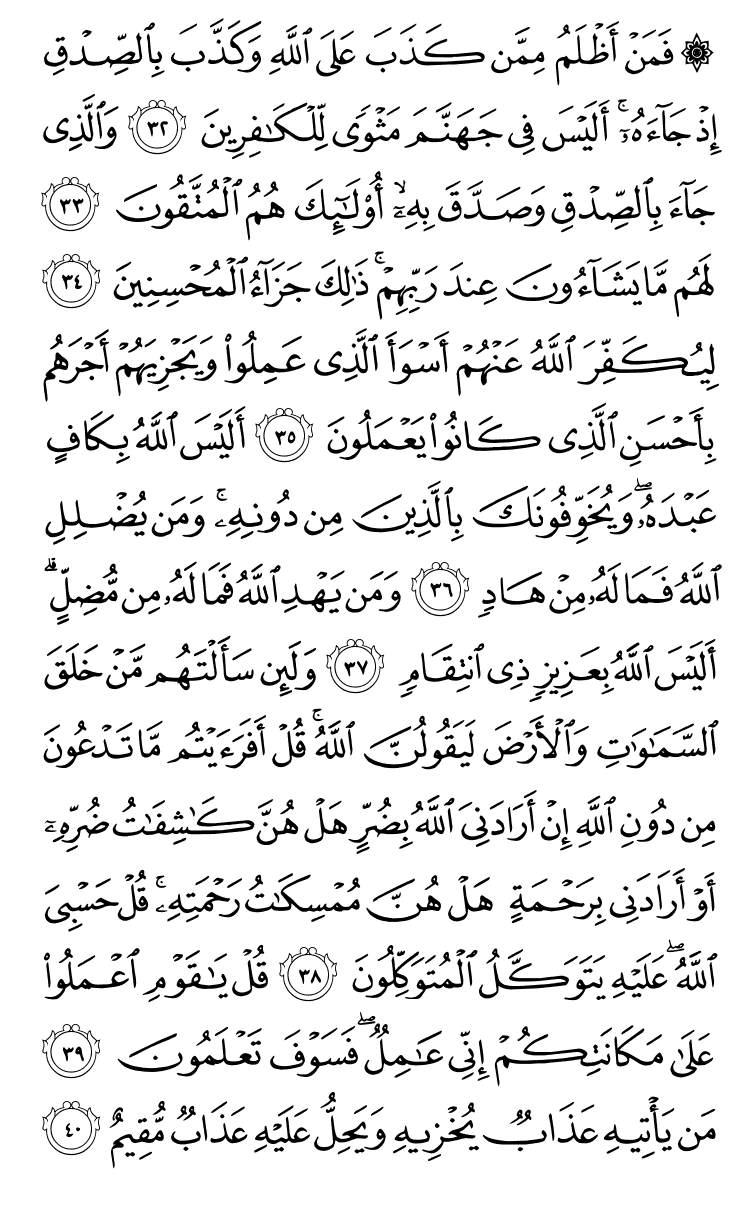 ۞ فَمَنۡ أَظۡلَمُ مِمَّن كَذَبَ عَلَى ٱللَّهِ وَكَذَّبَ بِٱلصِّدۡقِ
إِذۡ جَآءَهُۥٓۚ أَلَيۡسَ فِي جَهَنَّمَ مَثۡوٗى لِّلۡكَٰفِرِينَ ٣٢ وَٱلَّذِي
جَآءَ بِٱلصِّدۡقِ وَصَدَّقَ بِهِۦٓۙ أُوْلَٰٓئِكَ هُمُ ٱلۡمُتَّقُونَ ٣٣
لَهُم مَّا يَشَآءُونَ عِندَ رَبِّهِمۡۚ ذَٰلِكَ جَزَآءُ ٱلۡمُحۡسِنِينَ ٣٤
لِيُكَفِّرَ ٱللَّهُ عَنۡهُمۡ أَسۡوَأَ ٱلَّذِي عَمِلُواْ وَيَجۡزِيَهُمۡ أَجۡرَهُم
بِأَحۡسَنِ ٱلَّذِي كَانُواْ يَعۡمَلُونَ ٣٥ أَلَيۡسَ ٱللَّهُ بِكَافٍ
عَبۡدَهُۥۖ وَيُخَوِّفُونَكَ بِٱلَّذِينَ مِن دُونِهِۦۚ وَمَن يُضۡلِلِ
ٱللَّهُ فَمَا لَهُۥ مِنۡ هَادٖ ٣٦ وَمَن يَهۡدِ ٱللَّهُ فَمَا لَهُۥ مِن مُّضِلٍّۗ
أَلَيۡسَ ٱللَّهُ بِعَزِيزٖ ذِي ٱنتِقَامٖ ٣٧ وَلَئِن سَأَلۡتَهُم مَّنۡ خَلَقَ
ٱلسَّمَٰوَٰتِ وَٱلۡأَرۡضَ لَيَقُولُنَّ ٱللَّهُۚ قُلۡ أَفَرَءَيۡتُم مَّا تَدۡعُونَ
مِن دُونِ ٱللَّهِ إِنۡ أَرَادَنِيَ ٱللَّهُ بِضُرٍّ هَلۡ هُنَّ كَٰشِفَٰتُ ضُرِّهِۦٓ
أَوۡ أَرَادَنِي بِرَحۡمَةٍ هَلۡ هُنَّ مُمۡسِكَٰتُ رَحۡمَتِهِۦۚ قُلۡ حَسۡبِيَ
ٱللَّهُۖ عَلَيۡهِ يَتَوَكَّلُ ٱلۡمُتَوَكِّلُونَ ٣٨ قُلۡ يَٰقَوۡمِ ٱعۡمَلُواْ
عَلَىٰ مَكَانَتِكُمۡ إِنِّي عَٰمِلٞۖ فَسَوۡفَ تَعۡلَمُونَ ٣٩
مَن يَأۡتِيهِ عَذَابٞ يُخۡزِيهِ وَيَحِلُّ عَلَيۡهِ عَذَابٞ مُّقِيمٌ ٤٠